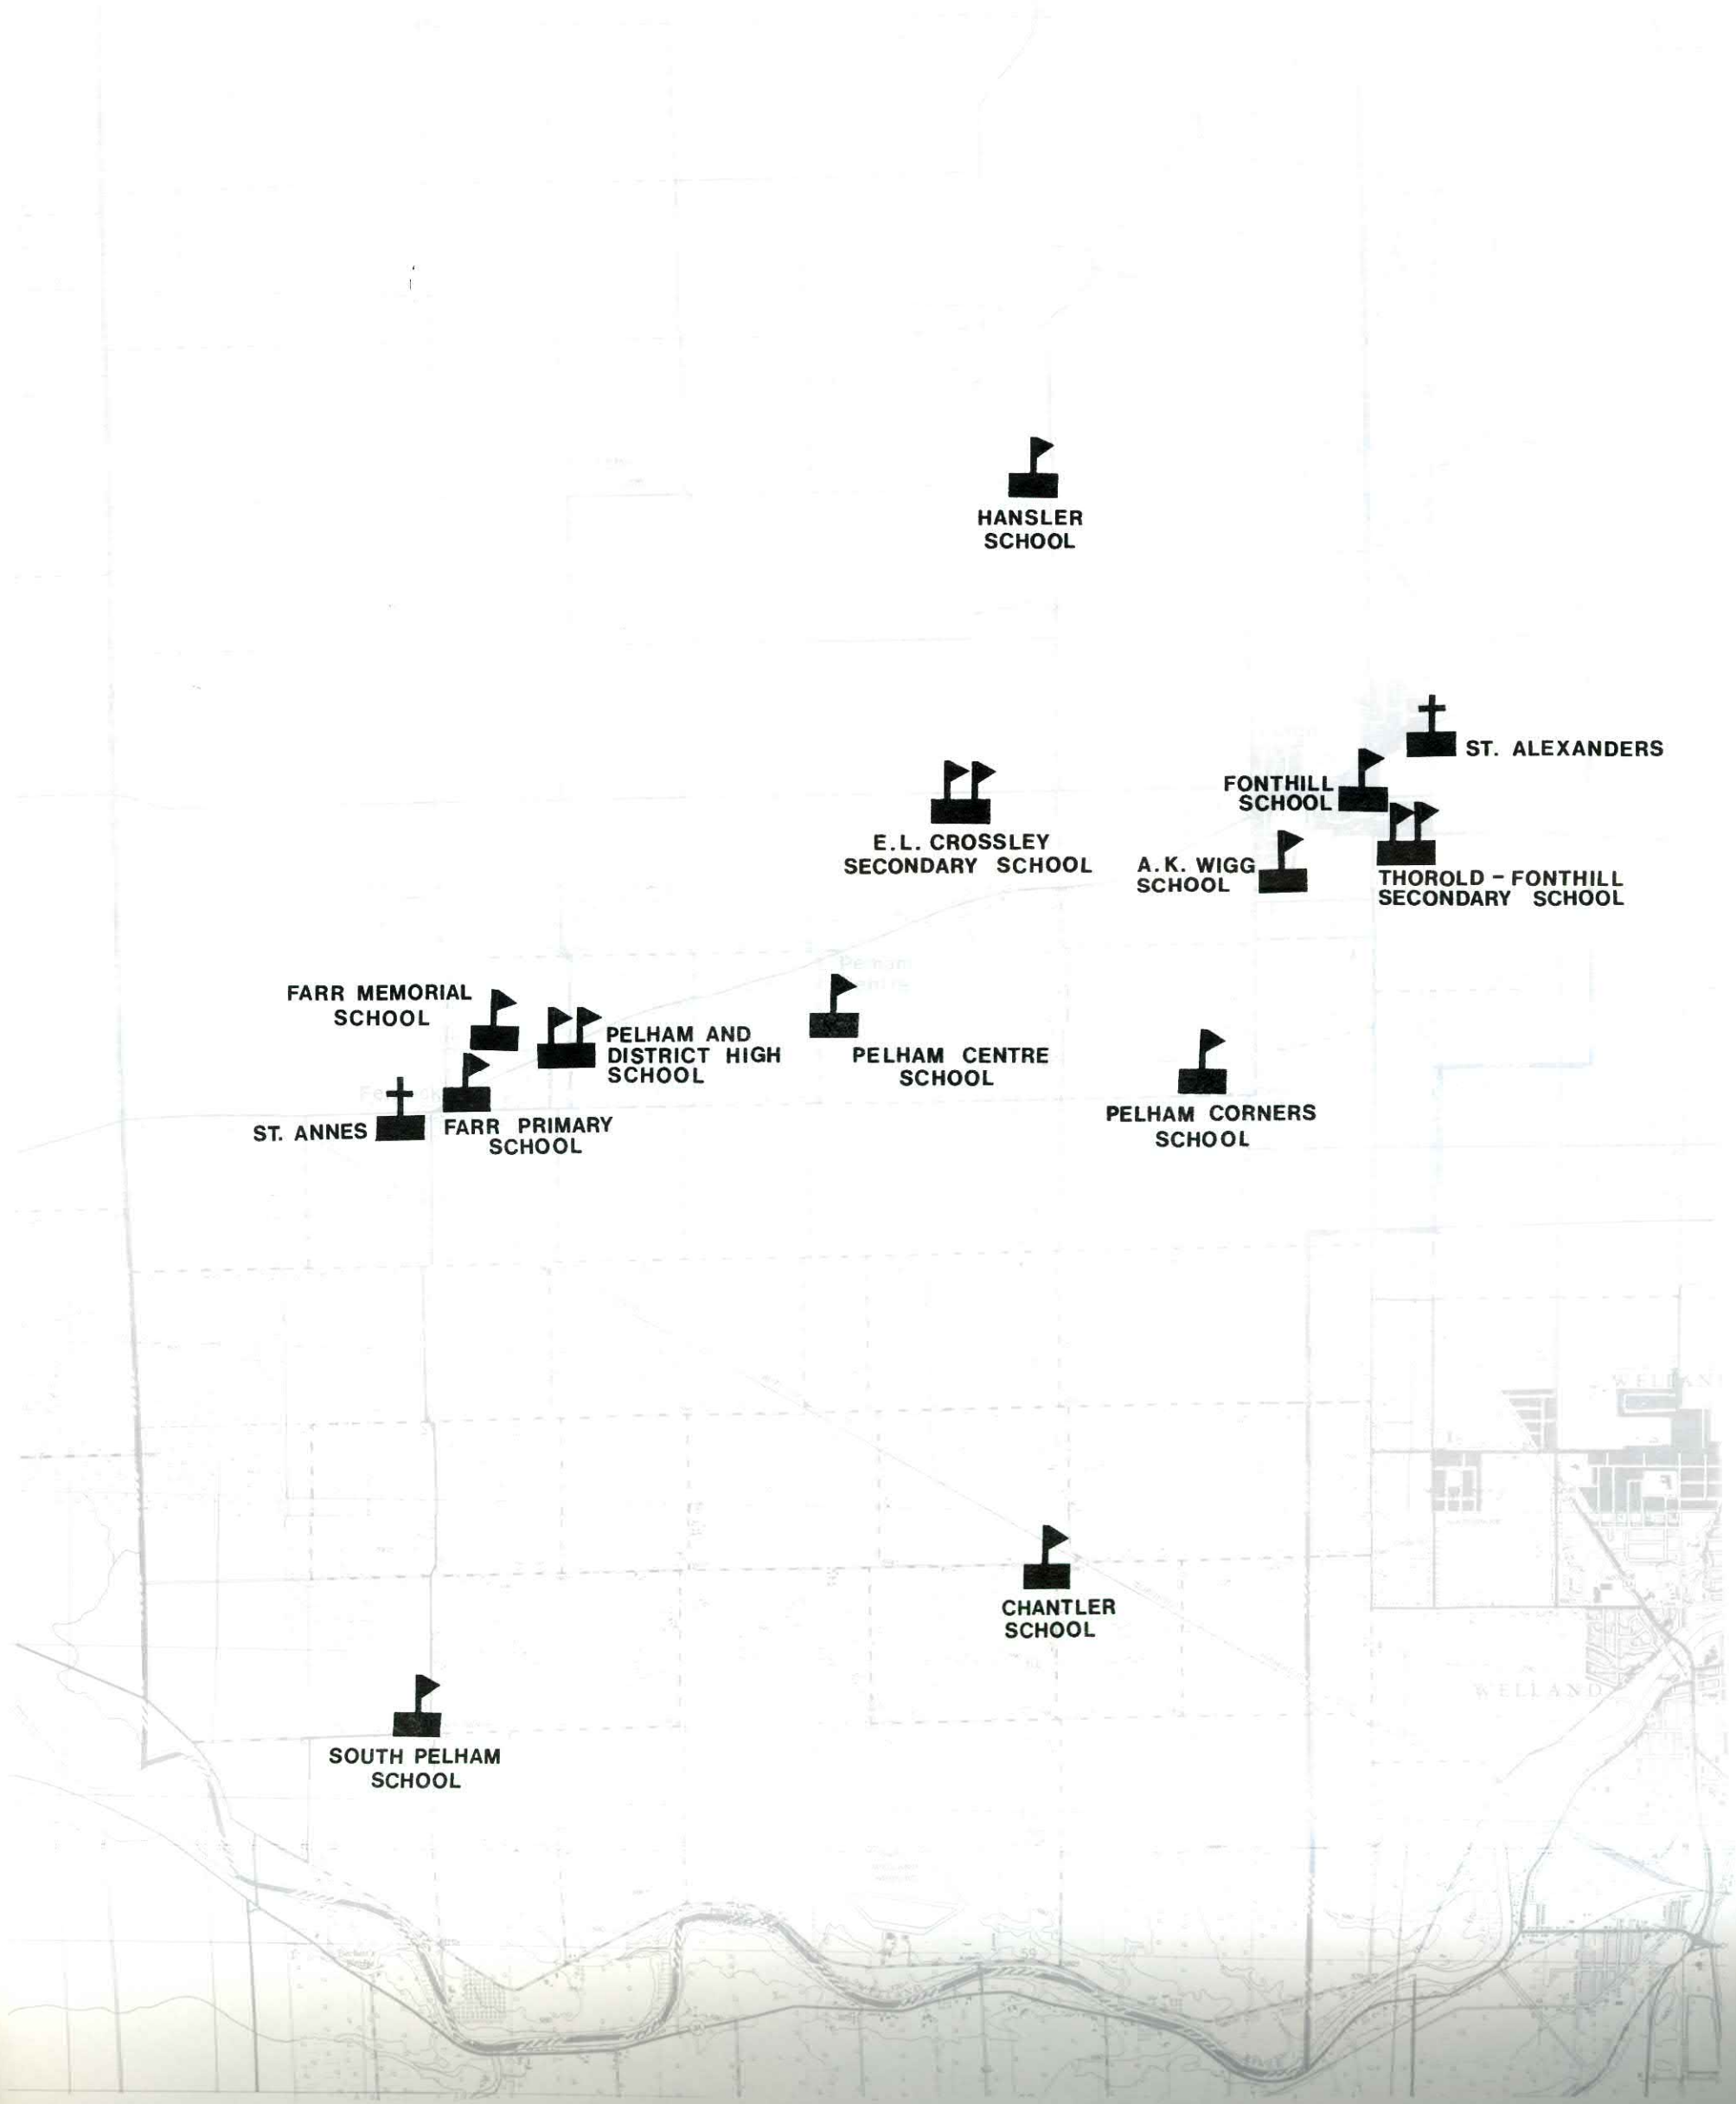 HANSLER
SCHOOL
ST. ALEXANDERS
FONTHILL
SCHOOL
E.L. CROSSLEY
SECONDARY SCHOOL
A.K. WIGG
SCHOOL
THOROLD - FONTHILL
SECONDARY SCHOOL
FARR MEMORIAL
SCHOOL
PELHAM AND
DISTRICT HIGH
SCHOOL
PELHAM CENTRE
SCHOOL
PELHAM CORNERS
SCHOOL
ST. ANNES
FARR PRIMARY
SCHOOL
CHANTLER
SCHOOL
SOUTH PELHAM
SCHOOL
WELLAND